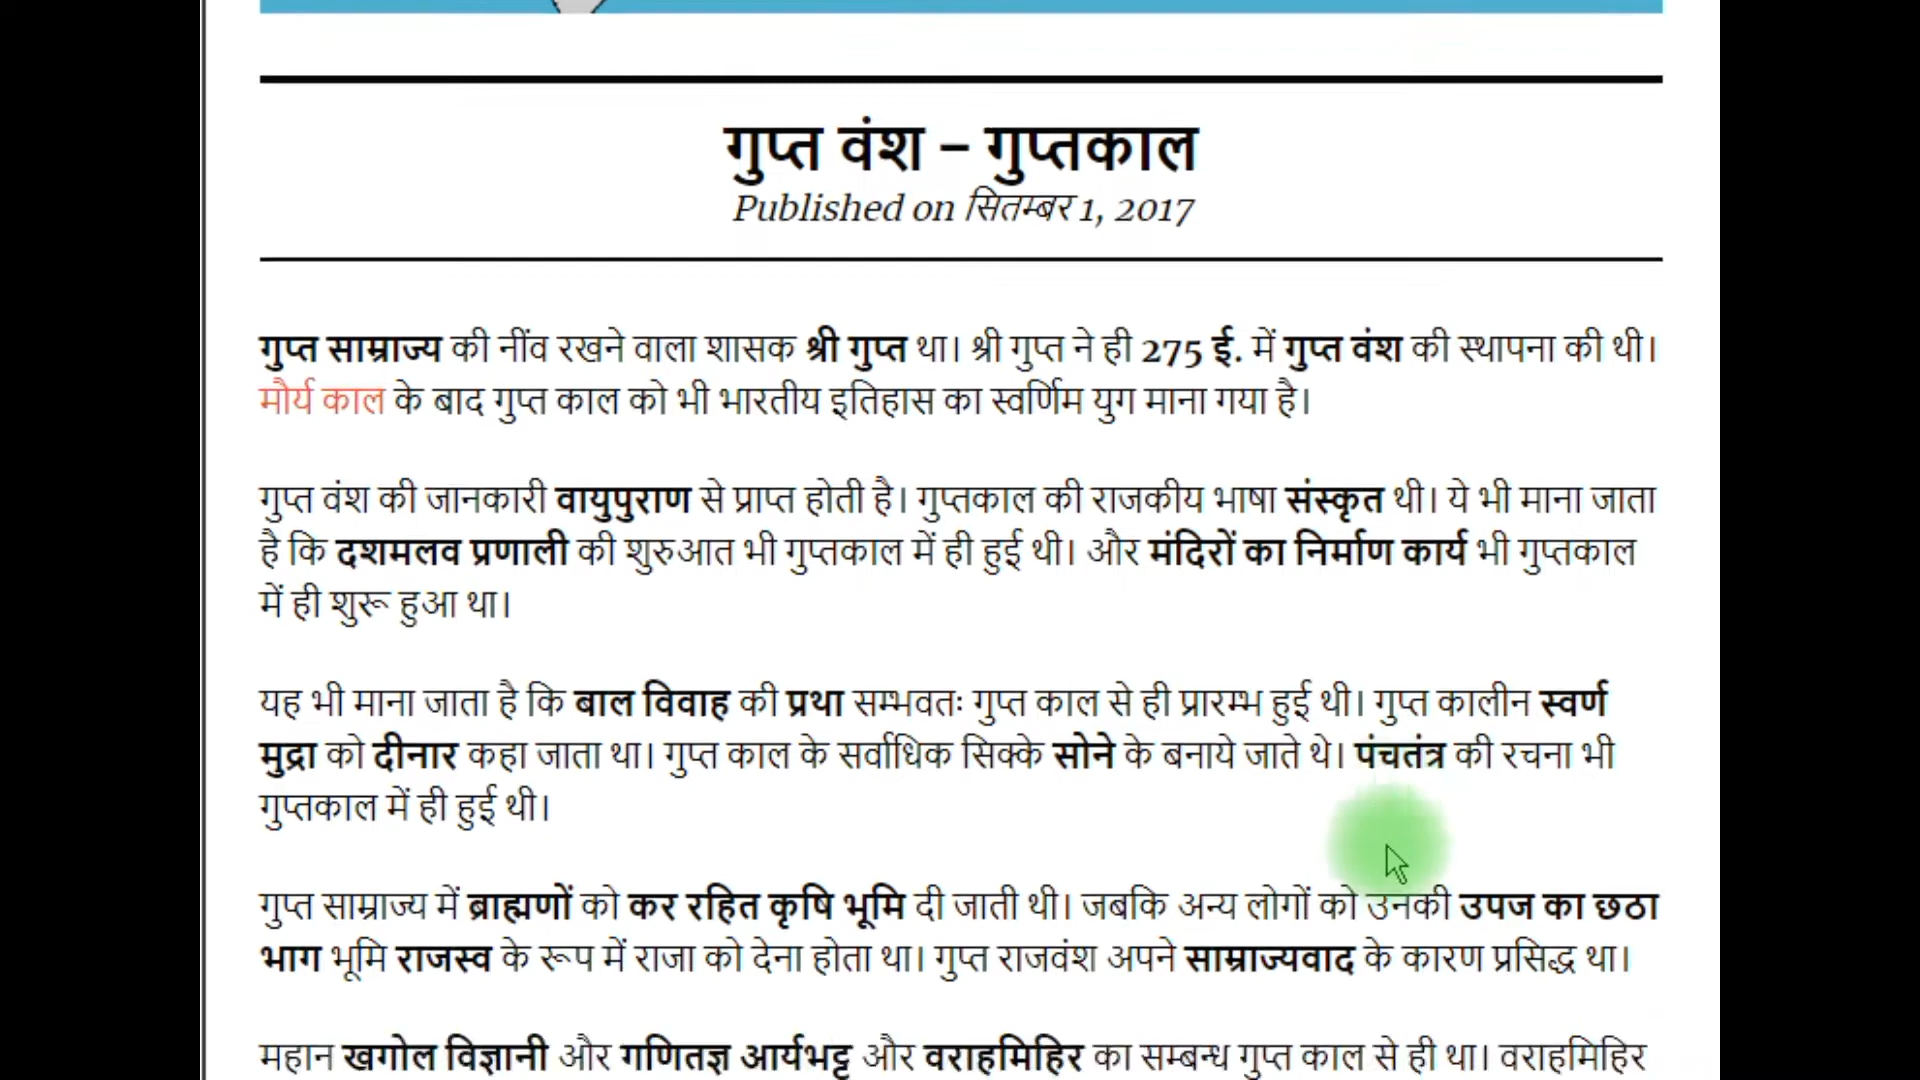 गुप्त वंश – गुप्तकाल
Published on सितम्बर 1, 2017
गुप्त साम्राज्य की नींव रखने वाला शासक श्री गुप्त था। श्री गुप्त ने ही 275 ई. में गुप्त वंश की स्थापना की थी।
मौर्य काल के बाद गुप्त काल को भी भारतीय इतिहास का स्वर्णिम युग माना गया है।
गुप्त वंश की जानकारी वायुपुराण से प्राप्त होती है। गुप्तकाल की राजकीय भाषा संस्कृत थी। ये भी माना जाता
है कि दशमलव प्रणाली की शुरुआत भी गुप्तकाल में ही हुई थी। और मंदिरों का निर्माण कार्य भी गुप्तकाल
में ही शुरू हुआ था।
यह भी माना जाता है कि बाल विवाह की प्रथा सम्भवतः गुप्त काल से ही प्रारम्भ हुई थी। गुप्त कालीन स्वर्ण
मुद्रा को दीनार कहा जाता था। गुप्त काल के सर्वाधिक सिक्के सोने के बनाये जाते थे। पंचतंत्र की रचना भी
गुप्तकाल में ही हुई थी।
गुप्त साम्राज्य में ब्राह्मणों को कर रहित कृषि भूमि दी जाती थी। जबकि अन्य लोगों को उनकी उपज का छठा
भाग भूमि राजस्व के रूप में राजा को देना होता था। गुप्त राजवंश अपने साम्राज्यवाद के कारण प्रसिद्ध था।
महान खगोल विज्ञानी और गणितज्ञ आर्यभट्ट और वराहमिहिर का सम्बन्ध गुप्त काल से ही था। वराहमिहिर